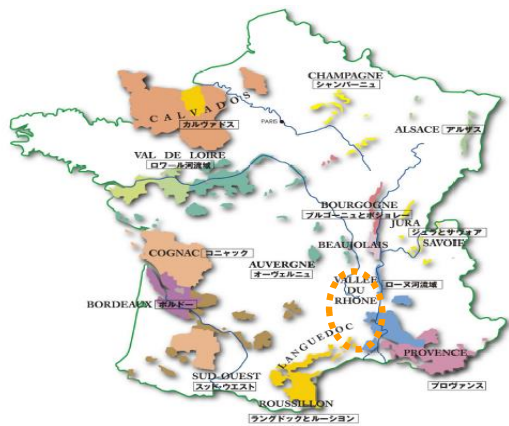 CHAMPAGNE
シャンパーニュ
CALVADOS
カルヴァドス
PARIS
ALSACE アルザス
VAL DE LOIRE
ロワール河流域
BOURGOGNE
ブルゴーニュとボジョレー
JURA
ジュラとサヴォア
SAVOIE
BEAUJOLAIS
COGNAC コニャック
AUVERGNE
オーヴェルニュ
VALLÉE
DU
RHÔNE
ローヌ河流域
BORDEAUX ボルドー
LANGUEDOC
PROVENCE
プロヴァンス
SUD-OUEST
スッド・ウエスト
ROUSSILLON
ラングドックとルーション